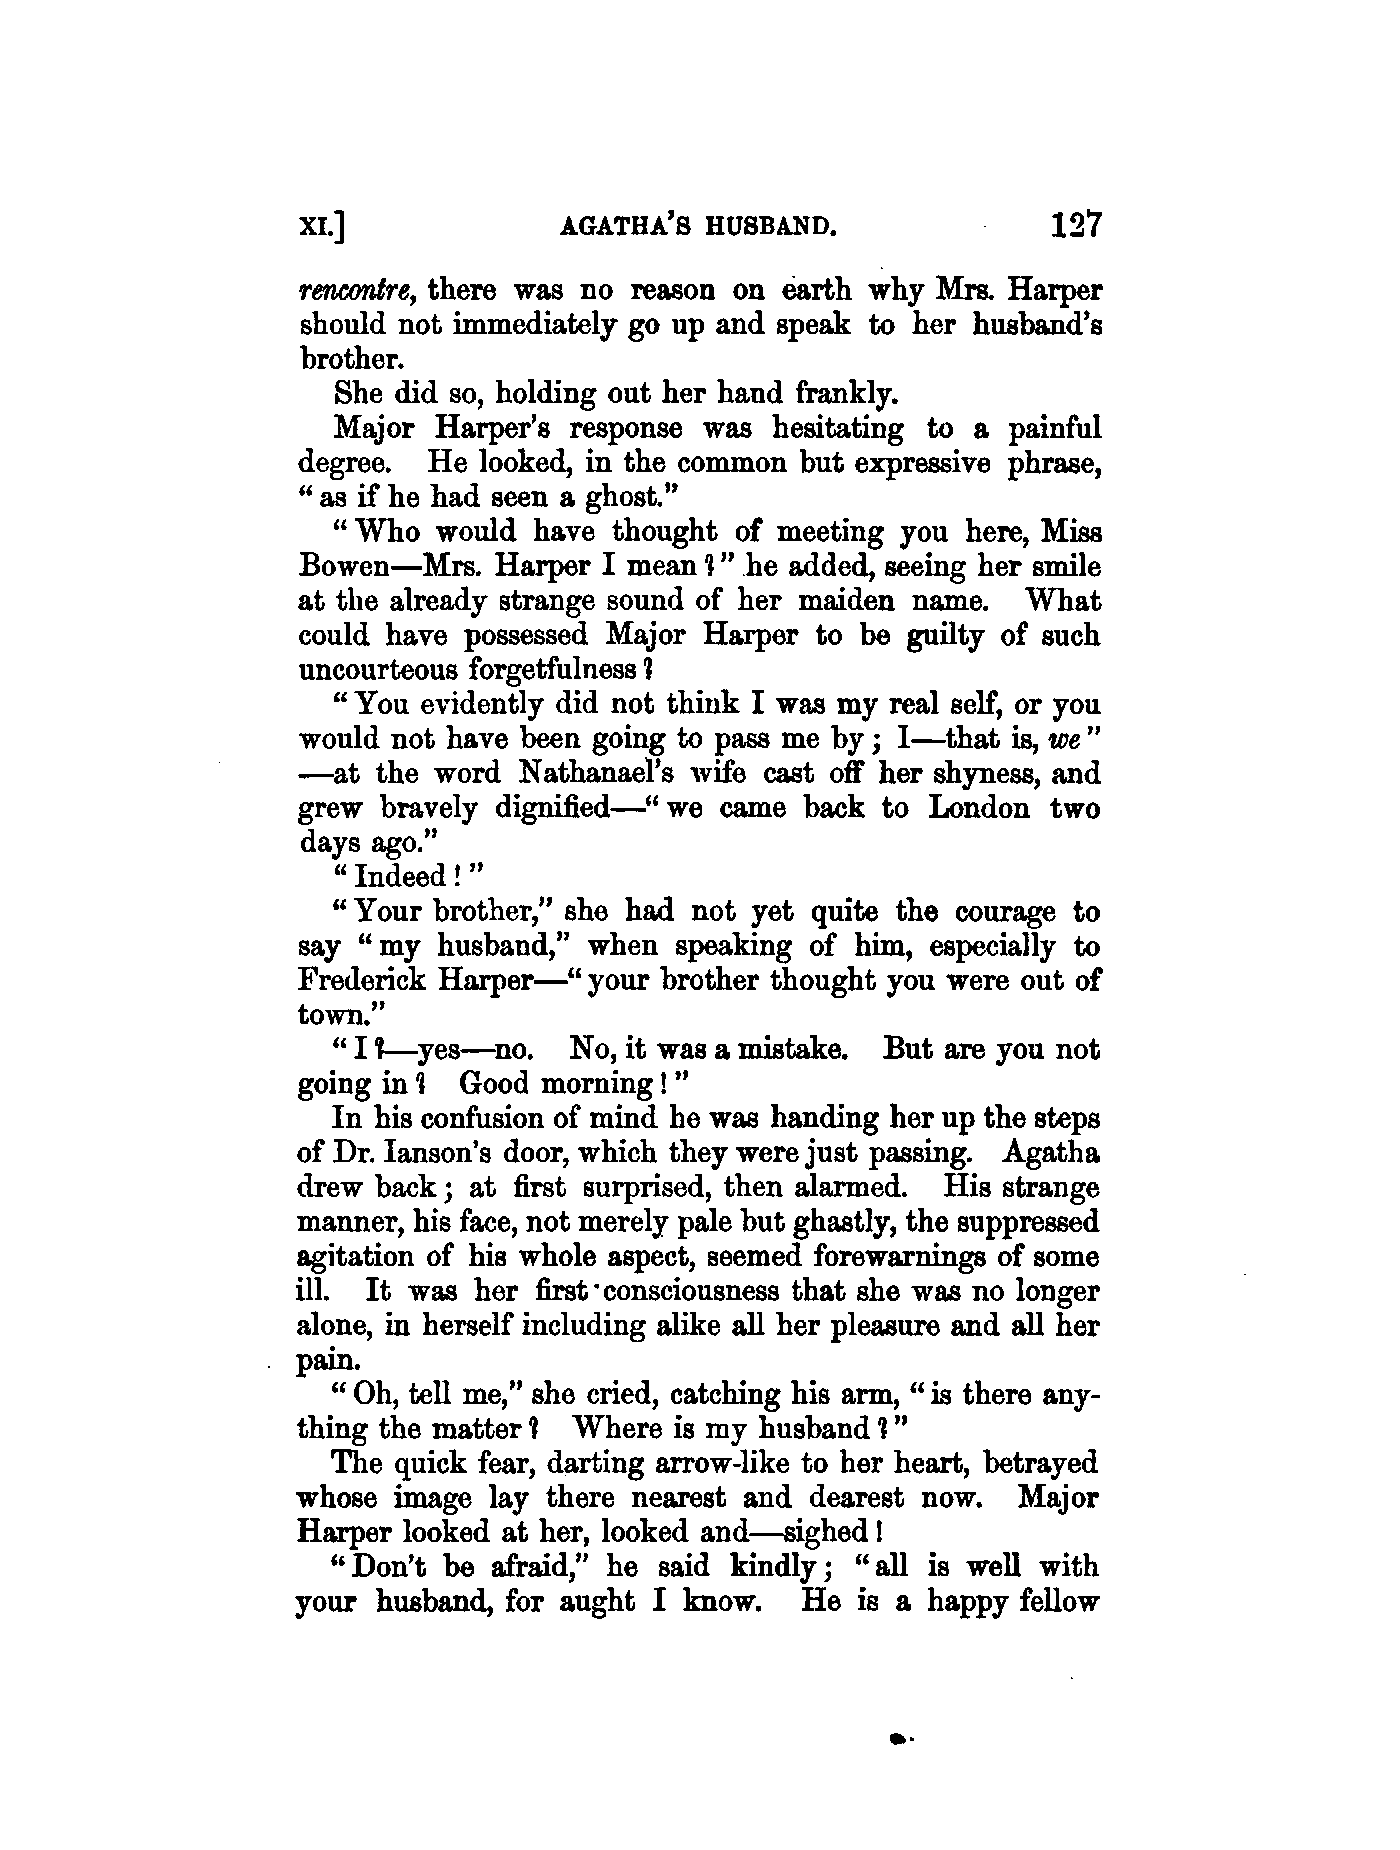 XI.] AGATHA'S HUSBAND. 127
rencontre, there was no reason on earth why Mrs. Harper
should not immediately go up and speak to her husband's
brother.
She did so, holding out her hand frankly.
Major Harper's response was hesitating to a painful
degree. He looked, in the common but expressive phrase,
"as if he had seen a ghost."
"Who would have thought of meeting you here, Miss
Bowen—Mrs. Harper I mean?" he added, seeing her smile
at the already strange sound of her maiden name. What
could have possessed Major Harper to be guilty of such
uncourteous forgetfulness?
"You evidently did not think I was my real self, or you
would not have been going to pass me by; I—that is, we"
—at the word Nathanael's wife cast off her shyness, and
grew bravely dignified—"we came back to London two
days ago."
"Indeed!"
"Your brother," she had not yet quite the courage to
say "my husband," when speaking of him, especially to
Frederick Harper—"your brother thought you were out of
town."
"I?—yes—no. No, it was a mistake. But are you not
going in? Good morning!"
In his confusion of mind he was handing her up the steps
of Dr. Ianson's door, which they were just passing. Agatha
drew back; at first surprised, then alarmed. His strange
manner, his face, not merely pale but ghastly, the suppressed
agitation of his whole aspect, seemed forewarnings of some
ill. It was her first consciousness that she was no longer
alone, in herself including alike all her pleasure and all her
pain.
"Oh, tell me," she cried, catching his arm, "is there any-
thing the matter? Where is my husband?"
The quick fear, darting arrow-like to her heart, betrayed
whose image lay there nearest and dearest now. Major
Harper looked at her, looked and—sighed!
"Don't be afraid," he said kindly; "all is well with
your husband, for aught I know. He is a happy fellow